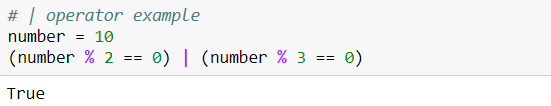 # | operator example
number = 10
(number % 2 == 0) | (number % 3 == 0)
True